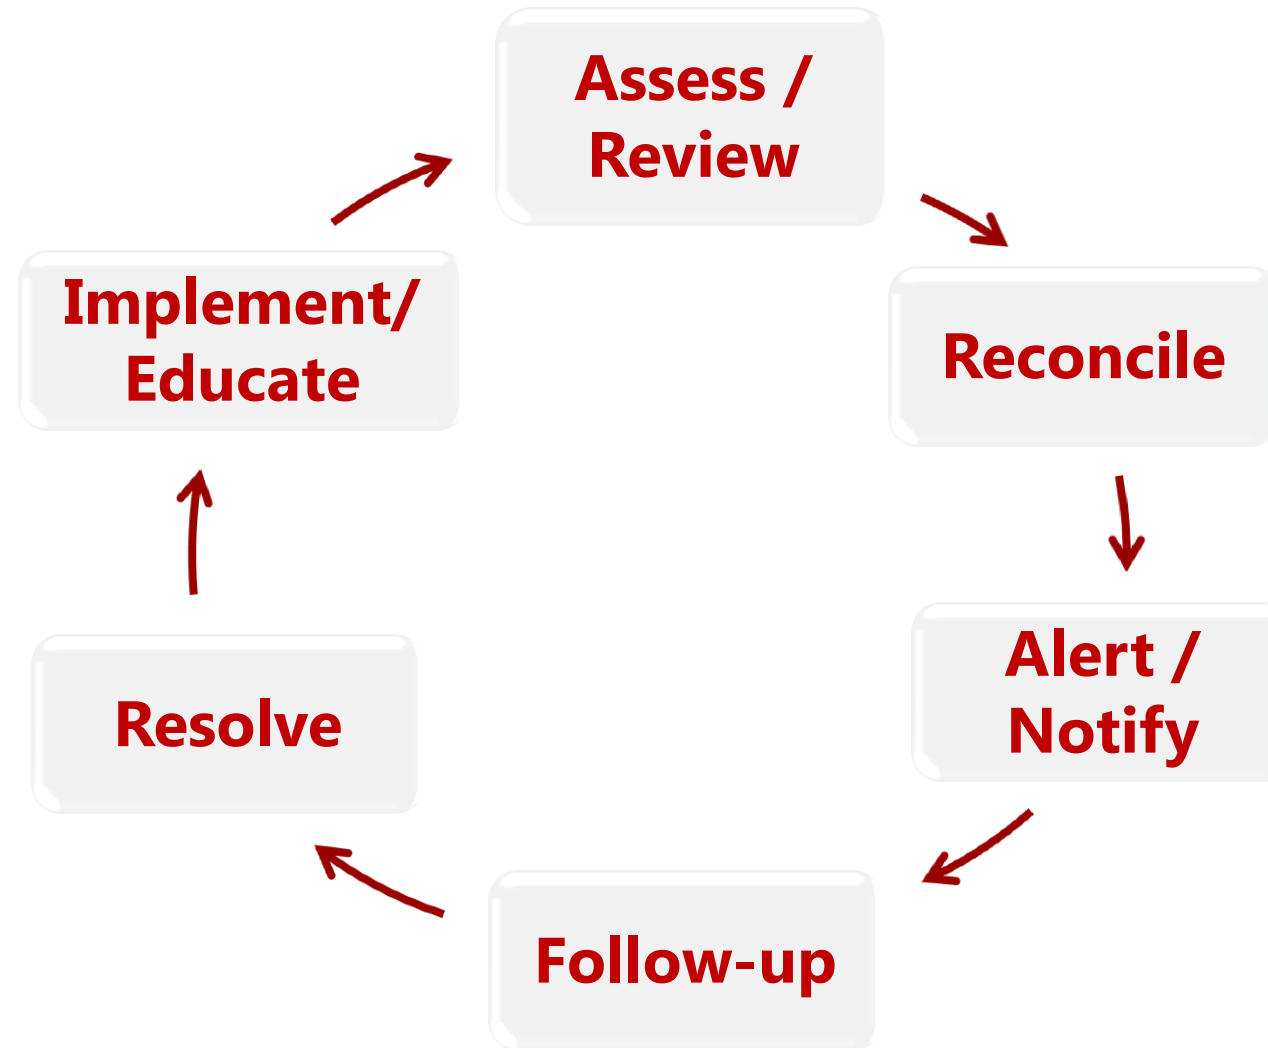 Assess /
Review
Reconcile
Alert /
Notify
Follow-up
Resolve
Implement/
Educate